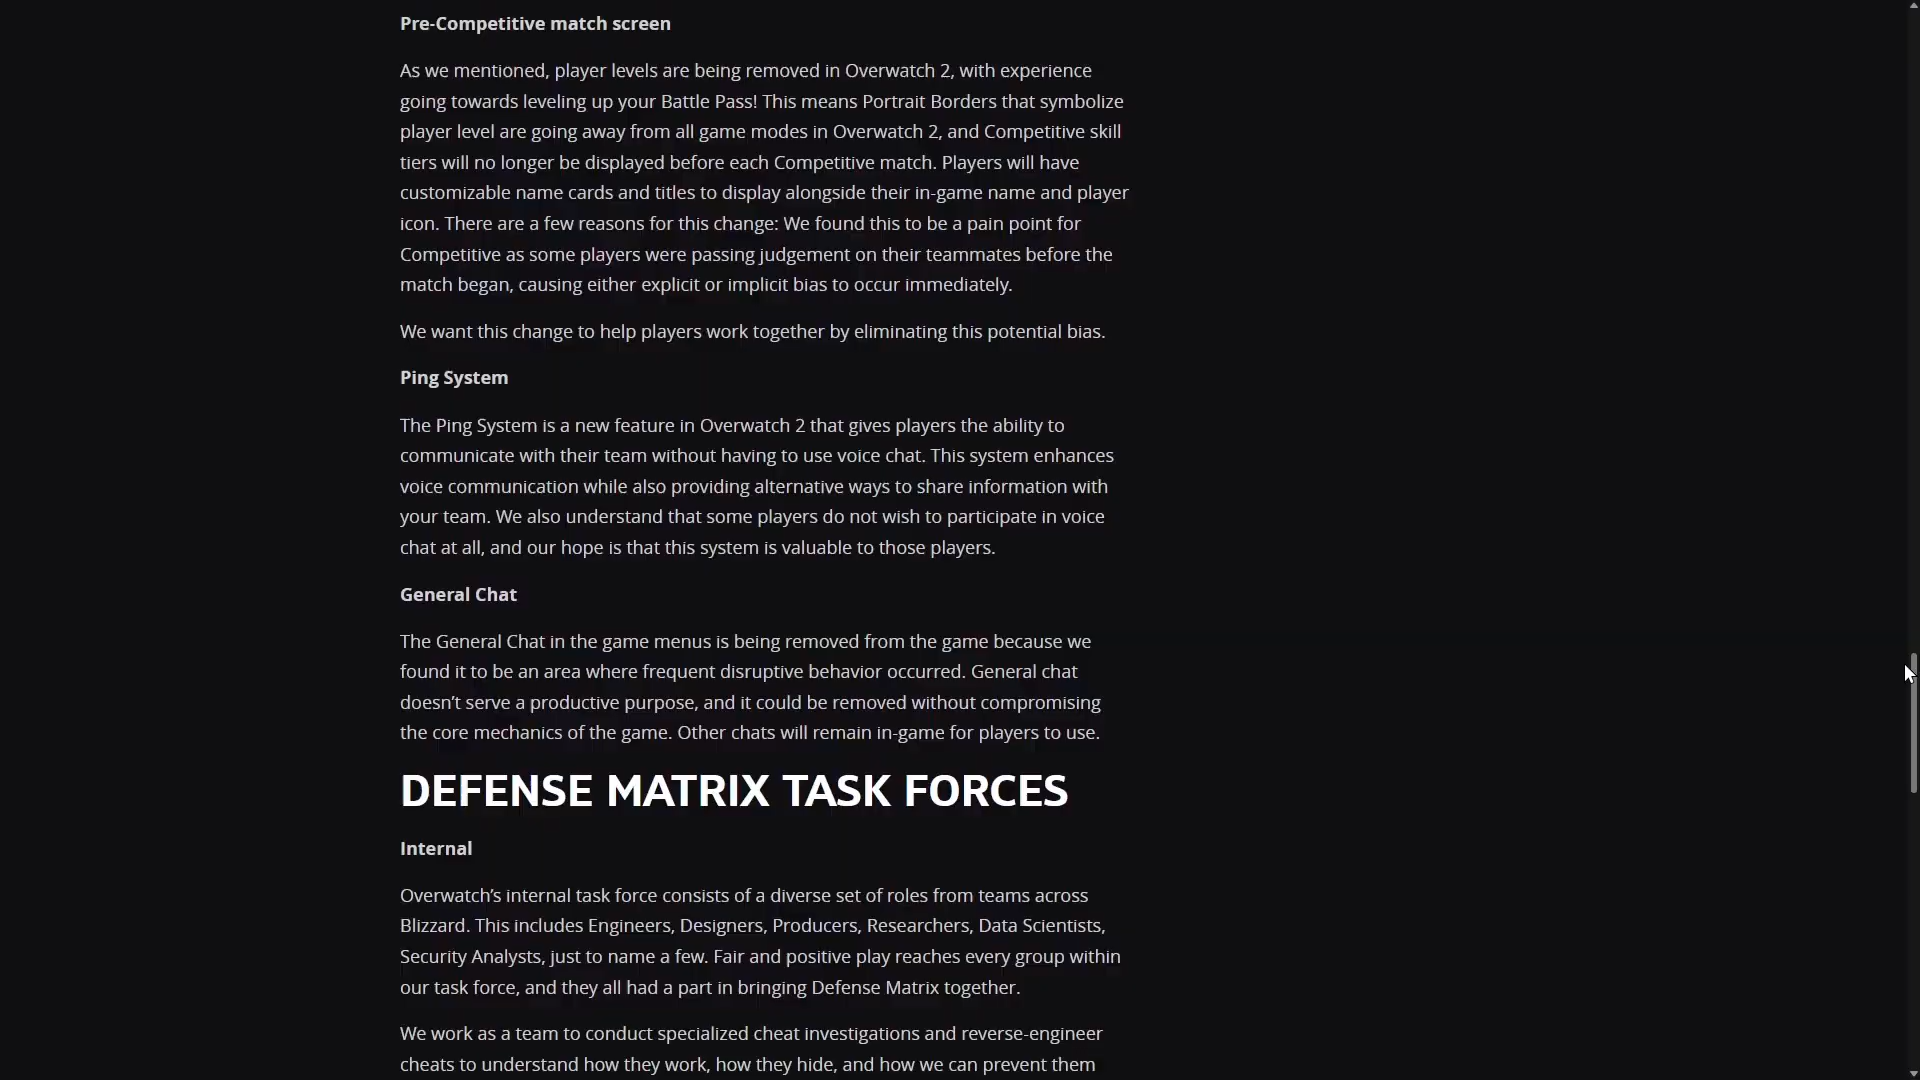 Pre-Competitive match screen
As we mentioned, player levels are being removed in Overwatch 2, with experience
going towards leveling up your Battle Pass! This means Portrait Borders that symbolize
player level are going away from all game modes in Overwatch 2, and Competitive skill
tiers will no longer be displayed before each Competitive match. Players will have
customizable name cards and titles to display alongside their in-game name and player
icon. There are a few reasons for this change: We found this to be a pain point for
Competitive as some players were passing judgement on their teammates before the
match began, causing either explicit or implicit bias to occur immediately.
We want this change to help players work together by eliminating this potential bias.
Ping System
The Ping System is a new feature in Overwatch 2 that gives players the ability to
communicate with their team without having to use voice chat. This system enhances
voice communication while also providing alternative ways to share information with
your team. We also understand that some players do not wish to participate in voice
chat at all, and our hope is that this system is valuable to those players.
General Chat
The General Chat in the game menus is being removed from the game because we
found it to be an area where frequent disruptive behavior occurred. General chat
doesn’t serve a productive purpose, and it could be removed without compromising
the core mechanics of the game. Other chats will remain in-game for players to use.
DEFENSE MATRIX TASK FORCES
Internal
Overwatch’s internal task force consists of a diverse set of roles from teams across
Blizzard. This includes Engineers, Designers, Producers, Researchers, Data Scientists,
Security Analysts, just to name a few. Fair and positive play reaches every group within
our task force, and they all had a part in bringing Defense Matrix together.
We work as a team to conduct specialized cheat investigations and reverse-engineer
cheats to understand how they work, how they hide, and how we can prevent them